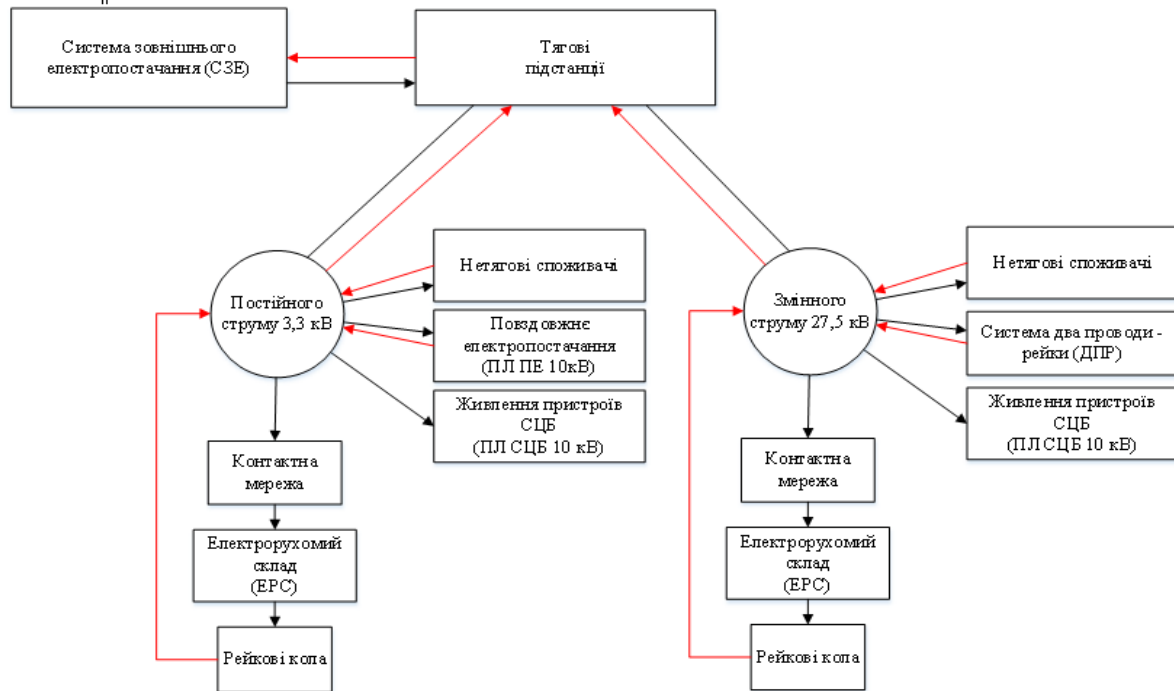 Система зовнішнього
електропостачання (СЗЕ)
Тягові
підстанції
Постійного
струму 3,3 кВ
Нетягові споживачі
Повздовжнє
електропостачання
(ПЛ ПЕ 10кВ)
Живлення пристроїв
СЦБ
(ПЛ СЦБ 10 кВ)
Контактна
мережа
Електрорухомий
склад
(ЕРС)
Рейкові кола
Змінного
струму 27,5 кВ
Нетягові споживачі
Система два проводи -
рейки (ДПР)
Живлення пристроїв
СЦБ
(ПЛ СЦБ 10 кВ)
Контактна
мережа
Електрорухомий
склад
(ЕРС)
Рейкові кола